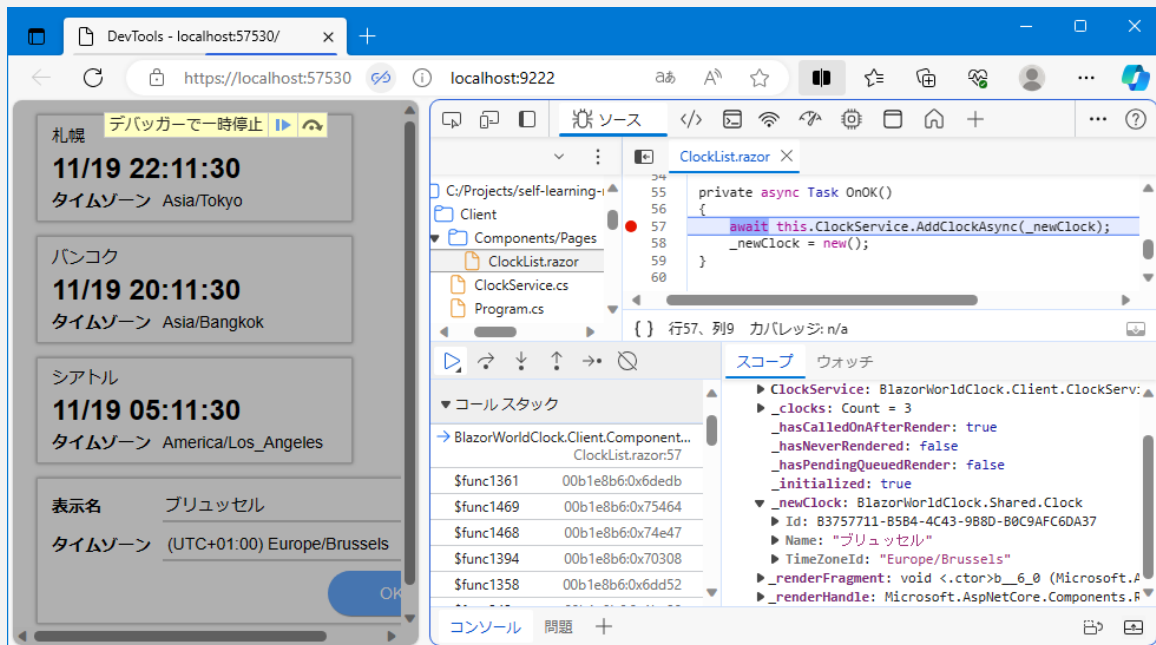 DevTools - localhost:57530/
https://localhost:57530
localhost:9222
aあ
デバッガーで一時停止
札幌
11/19 22:11:30
タイムゾーン Asia/Tokyo
バンコク
11/19 20:11:30
タイムゾーン Asia/Bangkok
シアトル
11/19 05:11:30
タイムゾーン America/Los_Angeles
表示名 ブリュッセル
タイムゾーン (UTC+01:00) Europe/Brussels
OK
ソース
C:/Projects/self-learning-
Client
Components/Pages
ClockList.razor
ClockService.cs
Program.cs
ClockList.razor
54
55 private async Task OnOK()
56 {
57 await this.ClockService.AddClockAsync(_newClock);
58 _newClock = new();
59 }
60
{ } 行57、列9 カバレッジ: n/a
コール スタック
BlazorWorldClock.Client.Component...
ClockList.razor:57
$func1361 00b1e8b6:0x6dedb
$func1469 00b1e8b6:0x75464
$func1468 00b1e8b6:0x74e47
$func1394 00b1e8b6:0x70308
$func1358 00b1e8b6:0x6dd52
スコープ ウォッチ
ClockService: BlazorWorldClock.Client.ClockServi
_clocks: Count = 3
_hasCalledOnAfterRender: true
_hasNeverRendered: false
_hasPendingQueuedRender: false
_initialized: true
_newClock: BlazorWorldClock.Shared.Clock
Id: B3757711-B5B4-4C43-9B8D-B0C9AFC6DA37
Name: "ブリュッセル"
TimeZoneId: "Europe/Brussels"
_renderFragment: void <.ctor>b__6_0 (Microsoft.A
_renderHandle: Microsoft.AspNetCore.Components.R
コンソール 問題